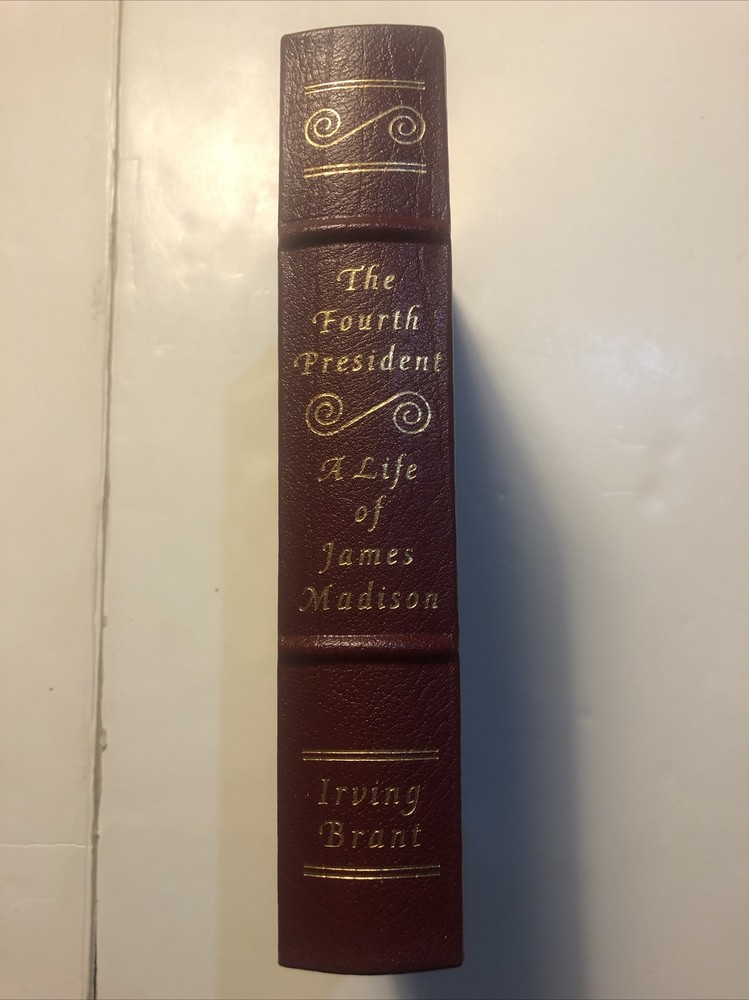 The
Fourth
President
A Life
of
James
Madison
Irving
Brant